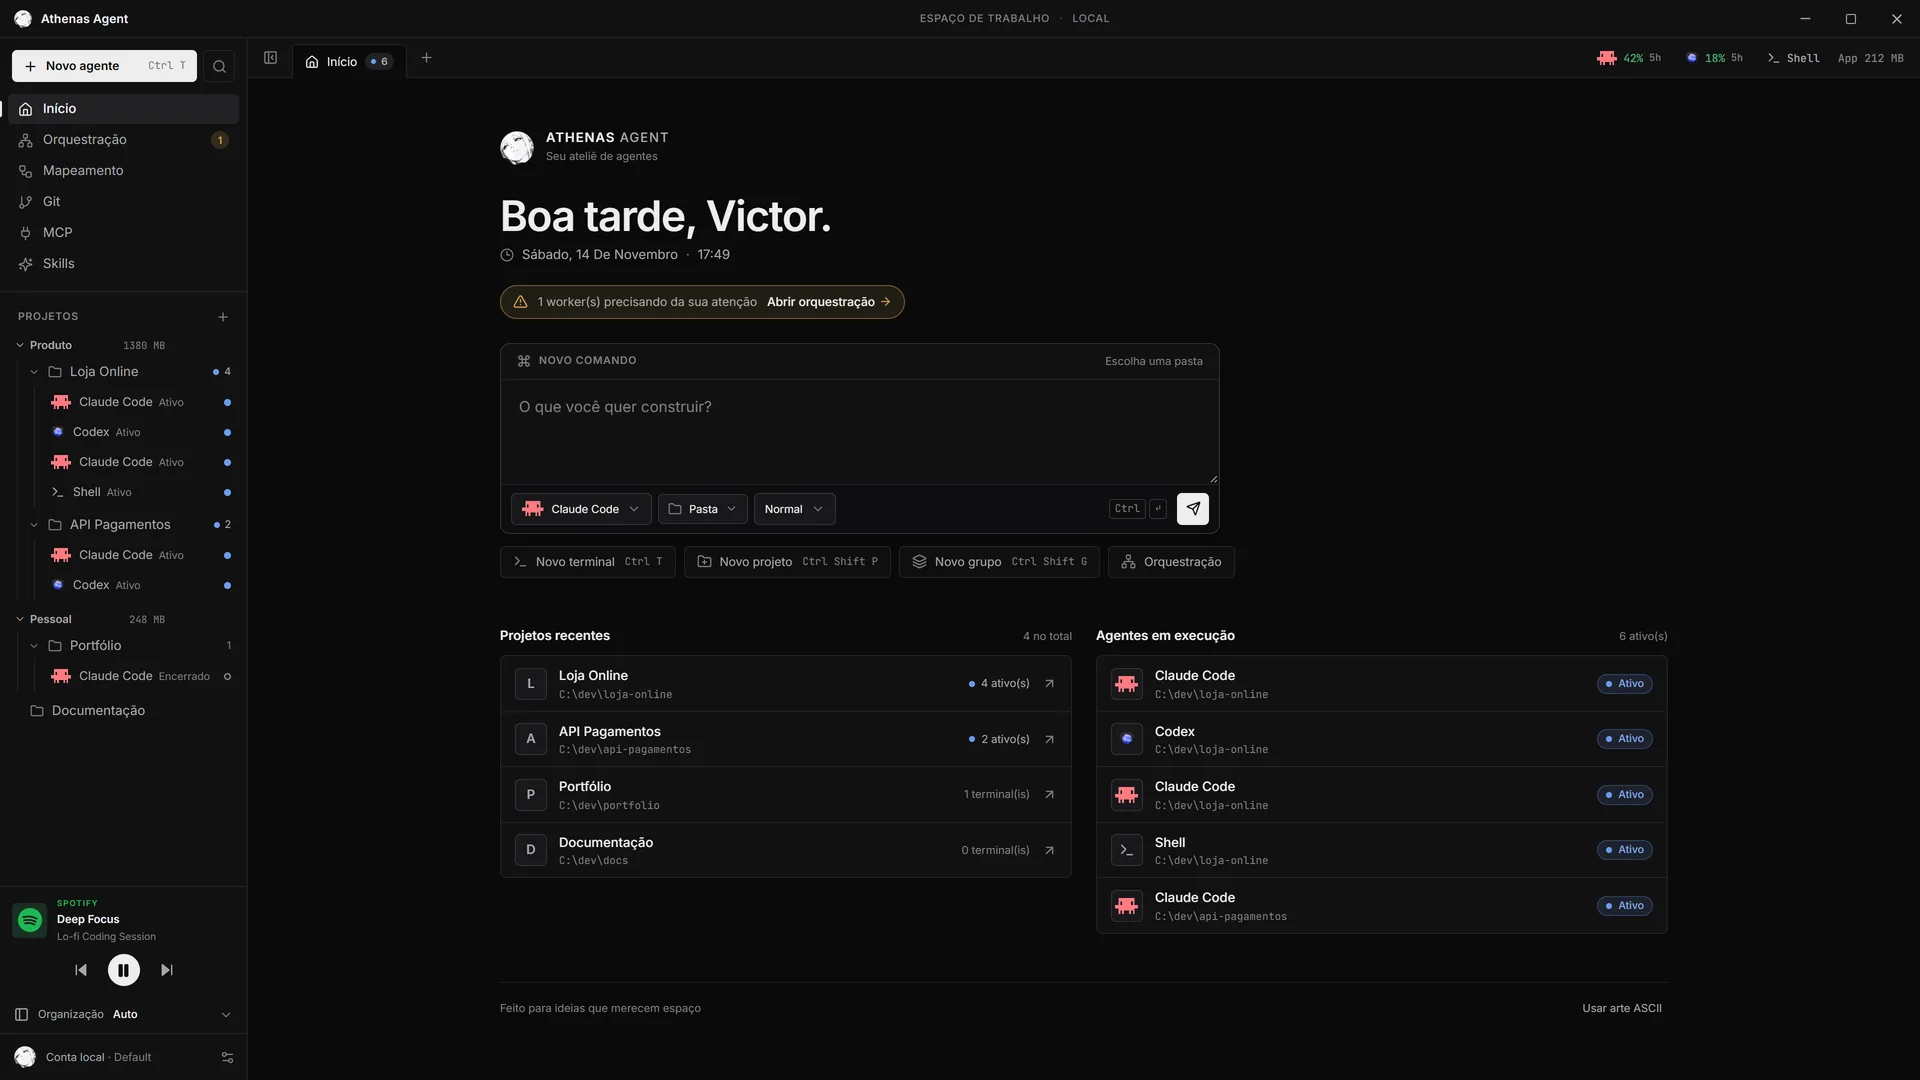 Athenas Agent
ESPAÇO DE TRABALHO · LOCAL
Novo agente Ctrl T
Início
Orquestração 1
Mapeamento
Git
MCP
Skills
PROJETOS
Produto 1380 MB
Loja Online 4
Claude Code Ativo
Codex Ativo
Claude Code Ativo
Shell Ativo
API Pagamentos 2
Claude Code Ativo
Codex Ativo
Pessoal 248 MB
Portfólio 1
Claude Code Encerrado
Documentação
SPOTIFY
Deep Focus
Lo-fi Coding Session
Organização Auto
Conta local · Default
Início 6
42% 5h
18% 5h
Shell
App 212 MB
ATHENAS AGENT
Seu ateliê de agentes
Boa tarde, Victor.
Sábado, 14 De Novembro · 17:49
1 worker(s) precisando da sua atenção Abrir orquestração
NOVO COMANDO
Escolha uma pasta
O que você quer construir?
Claude Code
Pasta
Normal
Ctrl ↵
Novo terminal Ctrl T
Novo projeto Ctrl Shift P
Novo grupo Ctrl Shift G
Orquestração
Projetos recentes
4 no total
L
Loja Online
C:\dev\loja-online
4 ativo(s)
A
API Pagamentos
C:\dev\api-pagamentos
2 ativo(s)
P
Portfólio
C:\dev\portfolio
1 terminal(is)
D
Documentação
C:\dev\docs
0 terminal(is)
Agentes em execução
6 ativo(s)
Claude Code
C:\dev\loja-online
Ativo
Codex
C:\dev\loja-online
Ativo
Claude Code
C:\dev\loja-online
Ativo
Shell
C:\dev\loja-online
Ativo
Claude Code
C:\dev\api-pagamentos
Ativo
Feito para ideias que merecem espaço
Usar arte ASCII